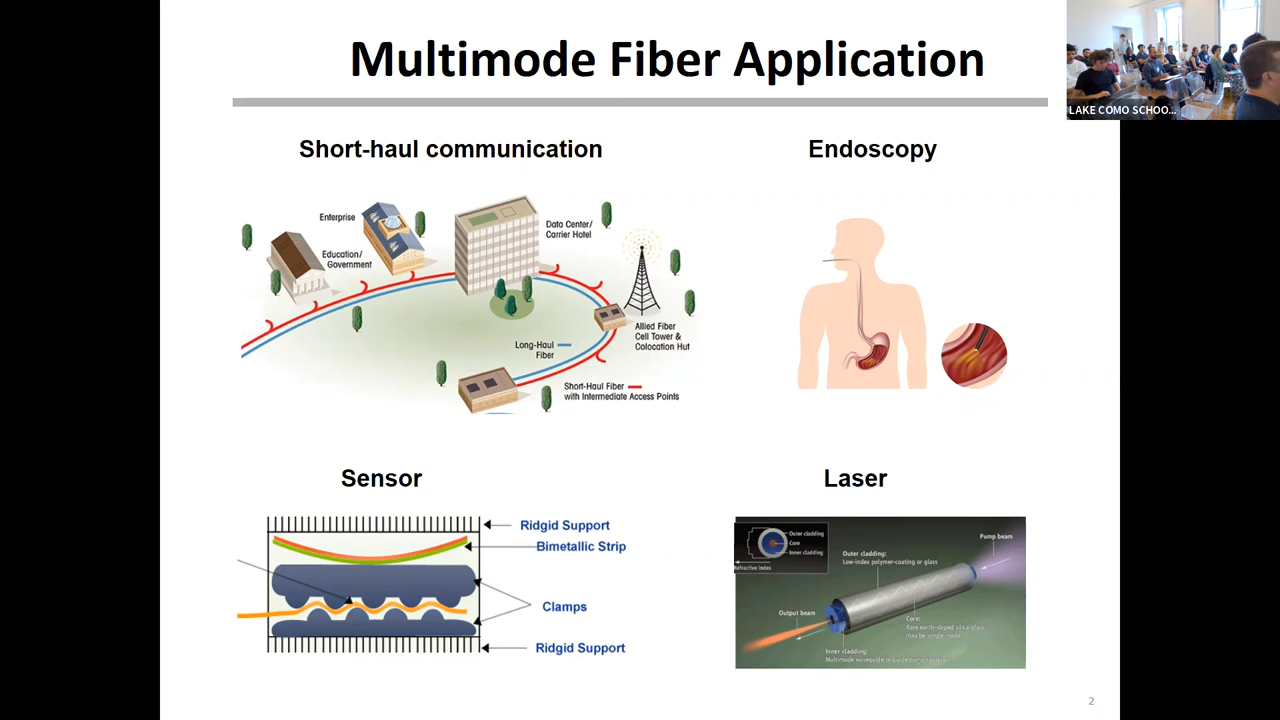 Multimode Fiber Application
LAKE COMO SCHOO...
Short-haul communication
Endoscopy
Enterprise
Education/
Government
Data Center/
Carrier Hotel
Allied Fiber
Cell Tower &
Colocation Hut
Long-Haul
Fiber
Short-Haul Fiber
with Intermediate Access Points
Sensor
Laser
Ridgid Support
Bimetallic Strip
Clamps
Ridgid Support
Outer cladding
Core
Inner cladding
Refractive index
Outer cladding:
Low-index polymer-coating or glass
Pump beam
Output beam
Core:
Rare earth-doped silica glass
may be single-mode
Inner cladding:
Multimode waveguide to guide pump
2